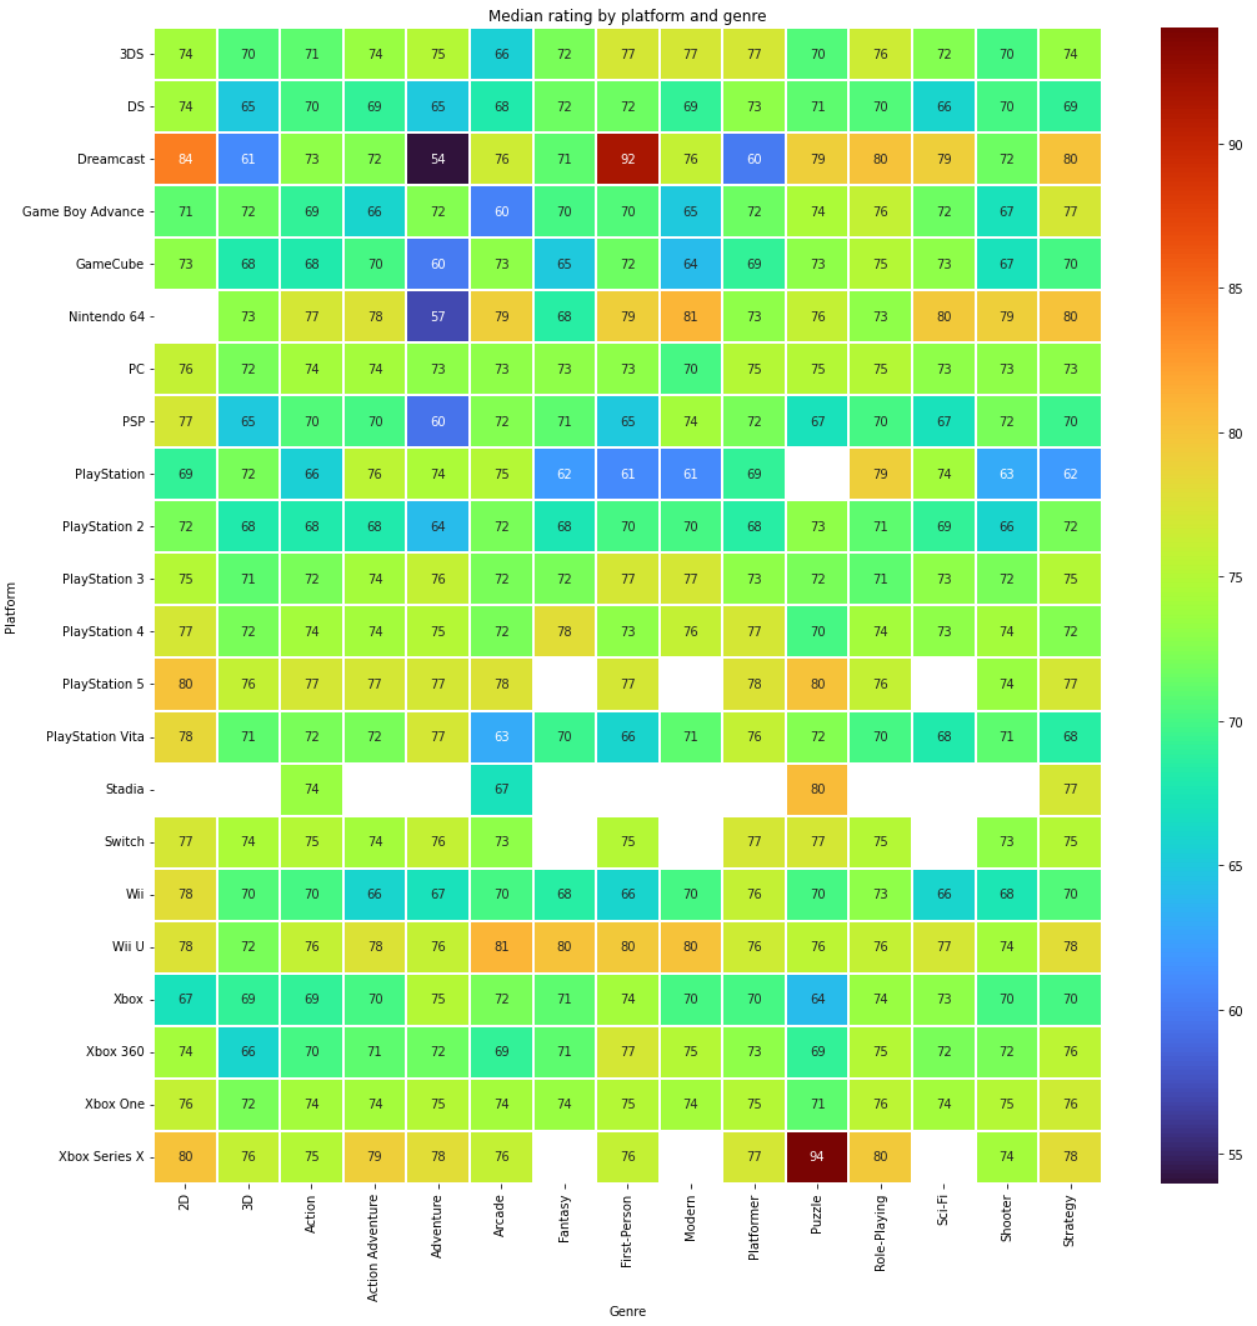 Median rating by platform and genre
3DS 74 70 71 74 75 66 72 77 77 77 70 76 72 70 74
DS 74 65 70 69 65 68 72 72 69 73 71 70 66 70 69
Dreamcast 84 61 73 72 54 76 71 92 76 60 79 80 79 72 80
90
Game Boy Advance 71 72 69 66 72 60 70 70 65 72 74 76 72 67 77
GameCube 73 68 68 70 60 73 65 72 64 69 73 75 73 67 70
85
Nintendo 64 73 77 78 57 79 68 79 81 73 76 73 80 79 80
PC 76 72 74 74 73 73 73 73 70 75 75 75 73 73 73
PSP 77 65 70 70 60 72 71 65 74 72 67 70 67 72 70
80
PlayStation 69 72 66 76 74 75 62 61 61 69 79 74 63 62
PlayStation 2 72 68 68 68 64 72 68 70 70 68 73 71 69 66 72
PlayStation 3 75 71 72 74 76 72 72 77 77 73 72 71 73 72 75
75
Platform
PlayStation 4 77 72 74 74 75 72 78 73 76 77 70 74 73 74 72
PlayStation 5 80 76 77 77 77 78 77 78 80 76 74 77
PlayStation Vita 78 71 72 72 77 63 70 66 71 76 72 70 68 71 68
70
Stadia 74 67 80 77
Switch 77 74 75 74 76 73 75 77 77 75 73 75
65
Wii 78 70 70 66 67 70 68 66 70 76 70 73 66 68 70
Wii U 78 72 76 78 76 81 80 80 80 76 76 76 77 74 78
Xbox 67 69 69 70 75 72 71 74 70 70 64 74 73 70 70
60
Xbox 360 74 66 70 71 72 69 71 77 75 73 69 75 72 72 76
Xbox One 76 72 74 74 75 74 74 75 74 75 71 76 74 75 76
Xbox Series X 80 76 75 79 78 76 76 77 94 80 74 78
55
2D
3D
Action
Action Adventure
Adventure
Arcade
Fantasy
First-Person
Modern
Platformer
Puzzle
Role-Playing
Sci-Fi
Shooter
Strategy
Genre